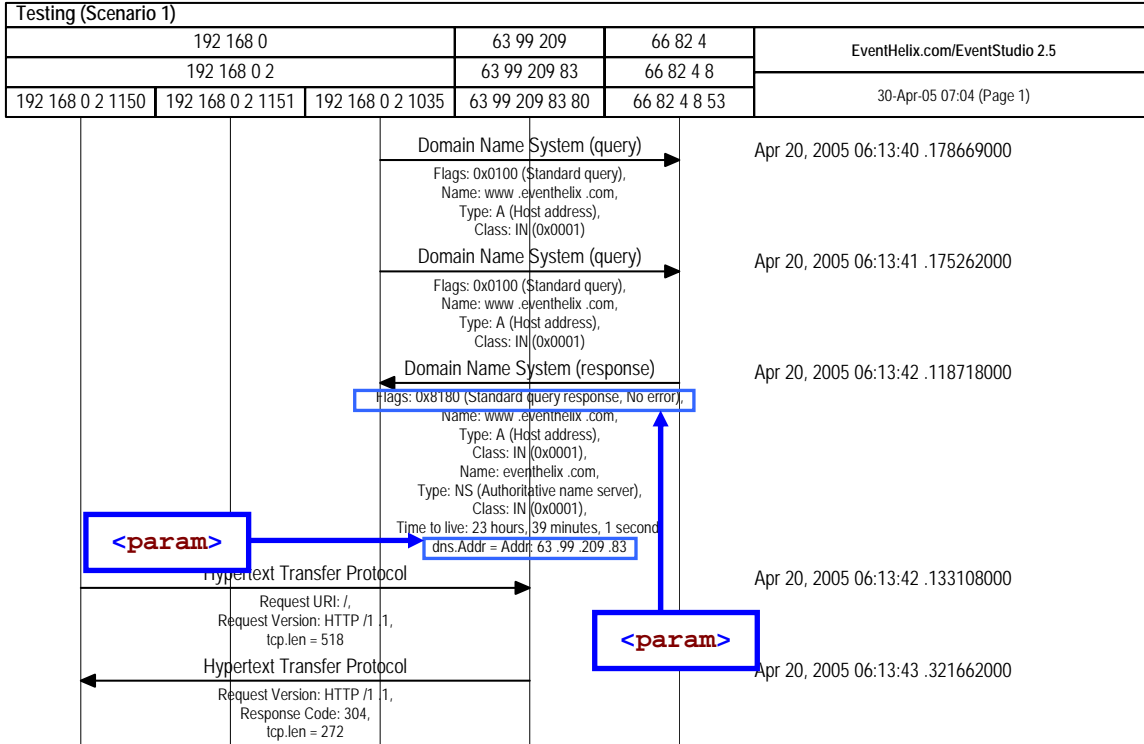 Testing (Scenario 1)
192 168 0 63 99 209 66 82 4 EventHelix.com/EventStudio 2.5
192 168 0 2 63 99 209 83 66 82 4 8
192 168 0 2 1150 192 168 0 2 1151 192 168 0 2 1035 63 99 209 83 80 66 82 4 8 53 30-Apr-05 07:04 (Page 1)
Domain Name System (query) Apr 20, 2005 06:13:40 .178669000
Flags: 0x0100 (Standard query),
Name: www .eventhelix .com,
Type: A (Host address),
Class: IN (0x0001)
Domain Name System (query) Apr 20, 2005 06:13:41 .175262000
Flags: 0x0100 (Standard query),
Name: www .eventhelix .com,
Type: A (Host address),
Class: IN (0x0001)
Domain Name System (response) Apr 20, 2005 06:13:42 .118718000
Flags: 0x8180 (Standard query response, No error),
Name: www .eventhelix .com,
Type: A (Host address),
Class: IN (0x0001),
Name: eventhelix .com,
Type: NS (Authoritative name server),
Class: IN (0x0001),
Time to live: 23 hours, 39 minutes, 1 second
<param>
dns.Addr = Addr: 63 .99 .209 .83
Hypertext Transfer Protocol Apr 20, 2005 06:13:42 .133108000
Request URI: /,
Request Version: HTTP /1 .1,
tcp.len = 518
<param>
Hypertext Transfer Protocol Apr 20, 2005 06:13:43 .321662000
Request Version: HTTP /1 .1,
Response Code: 304,
tcp.len = 272